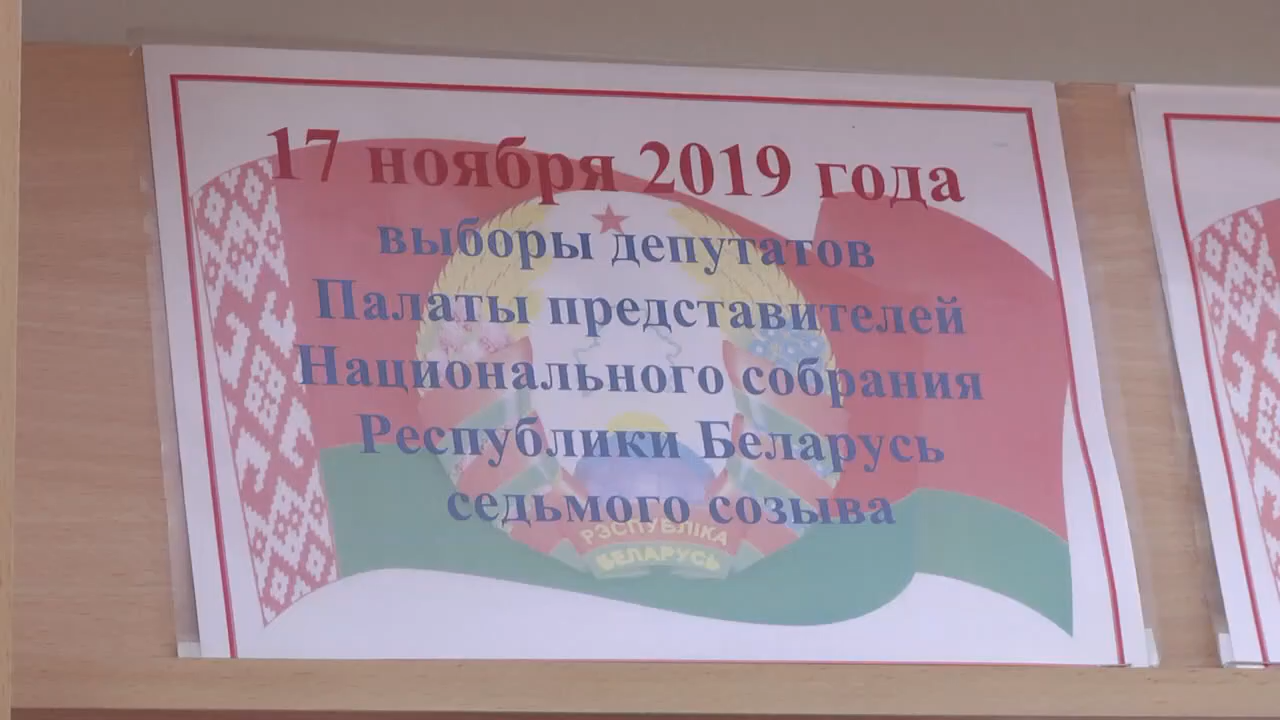 17 ноября 2019 года
выборы депутатов
Палаты представителей
Национального собрания
Республики Беларусь
седьмого созыва
РЭСПУБЛІКА
БЕЛАРУСЬ